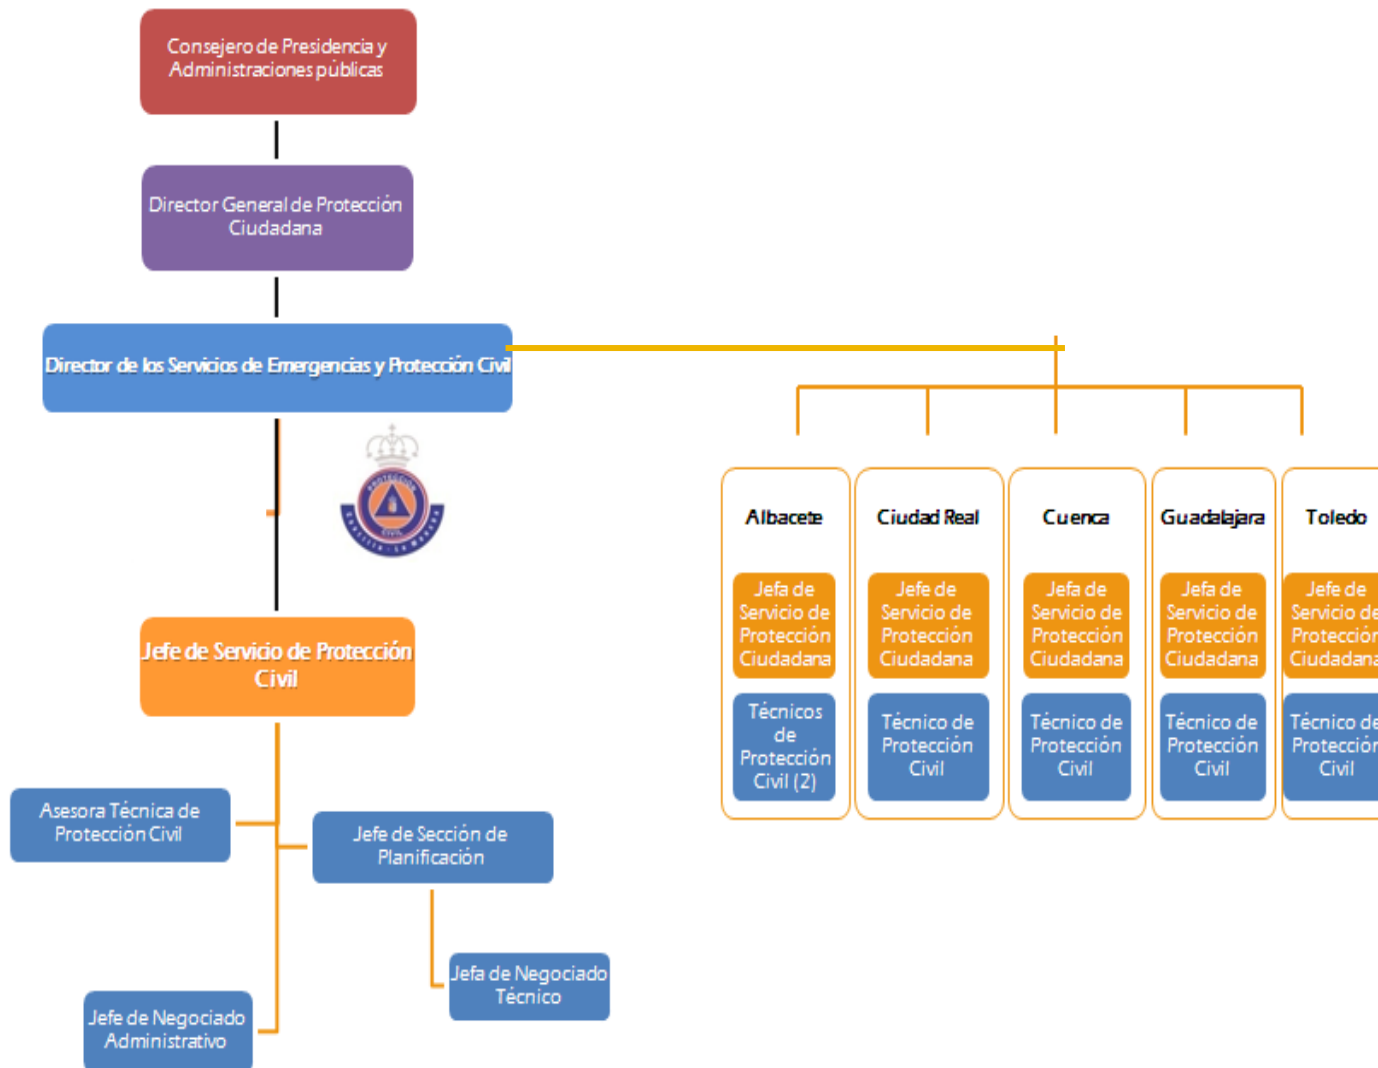 Consejero de Presidencia y
Administraciones públicas
Director General de Protección
Ciudadana
Director de los Servicios de Emergencias y Protección Civil
PROTECCIÓN
CIVIL
CASTILLA - LA MANCHA
Jefe de Servicio de Protección
Civil
Asesora Técnica de
Protección Civil
Jefe de Sección de
Planificación
Jefa de Negociado
Técnico
Jefe de Negociado
Administrativo
Albacete
Jefa de
Servicio de
Protección
Ciudadana
Técnicos
de
Protección
Civil (2)
Ciudad Real
Jefe de
Servicio de
Protección
Ciudadana
Técnico de
Protección
Civil
Cuenca
Jefa de
Servicio de
Protección
Ciudadana
Técnico de
Protección
Civil
Guadalajara
Jefa de
Servicio de
Protección
Ciudadana
Técnico de
Protección
Civil
Toledo
Jefe de
Servicio de
Protección
Ciudadana
Técnico de
Protección
Civil